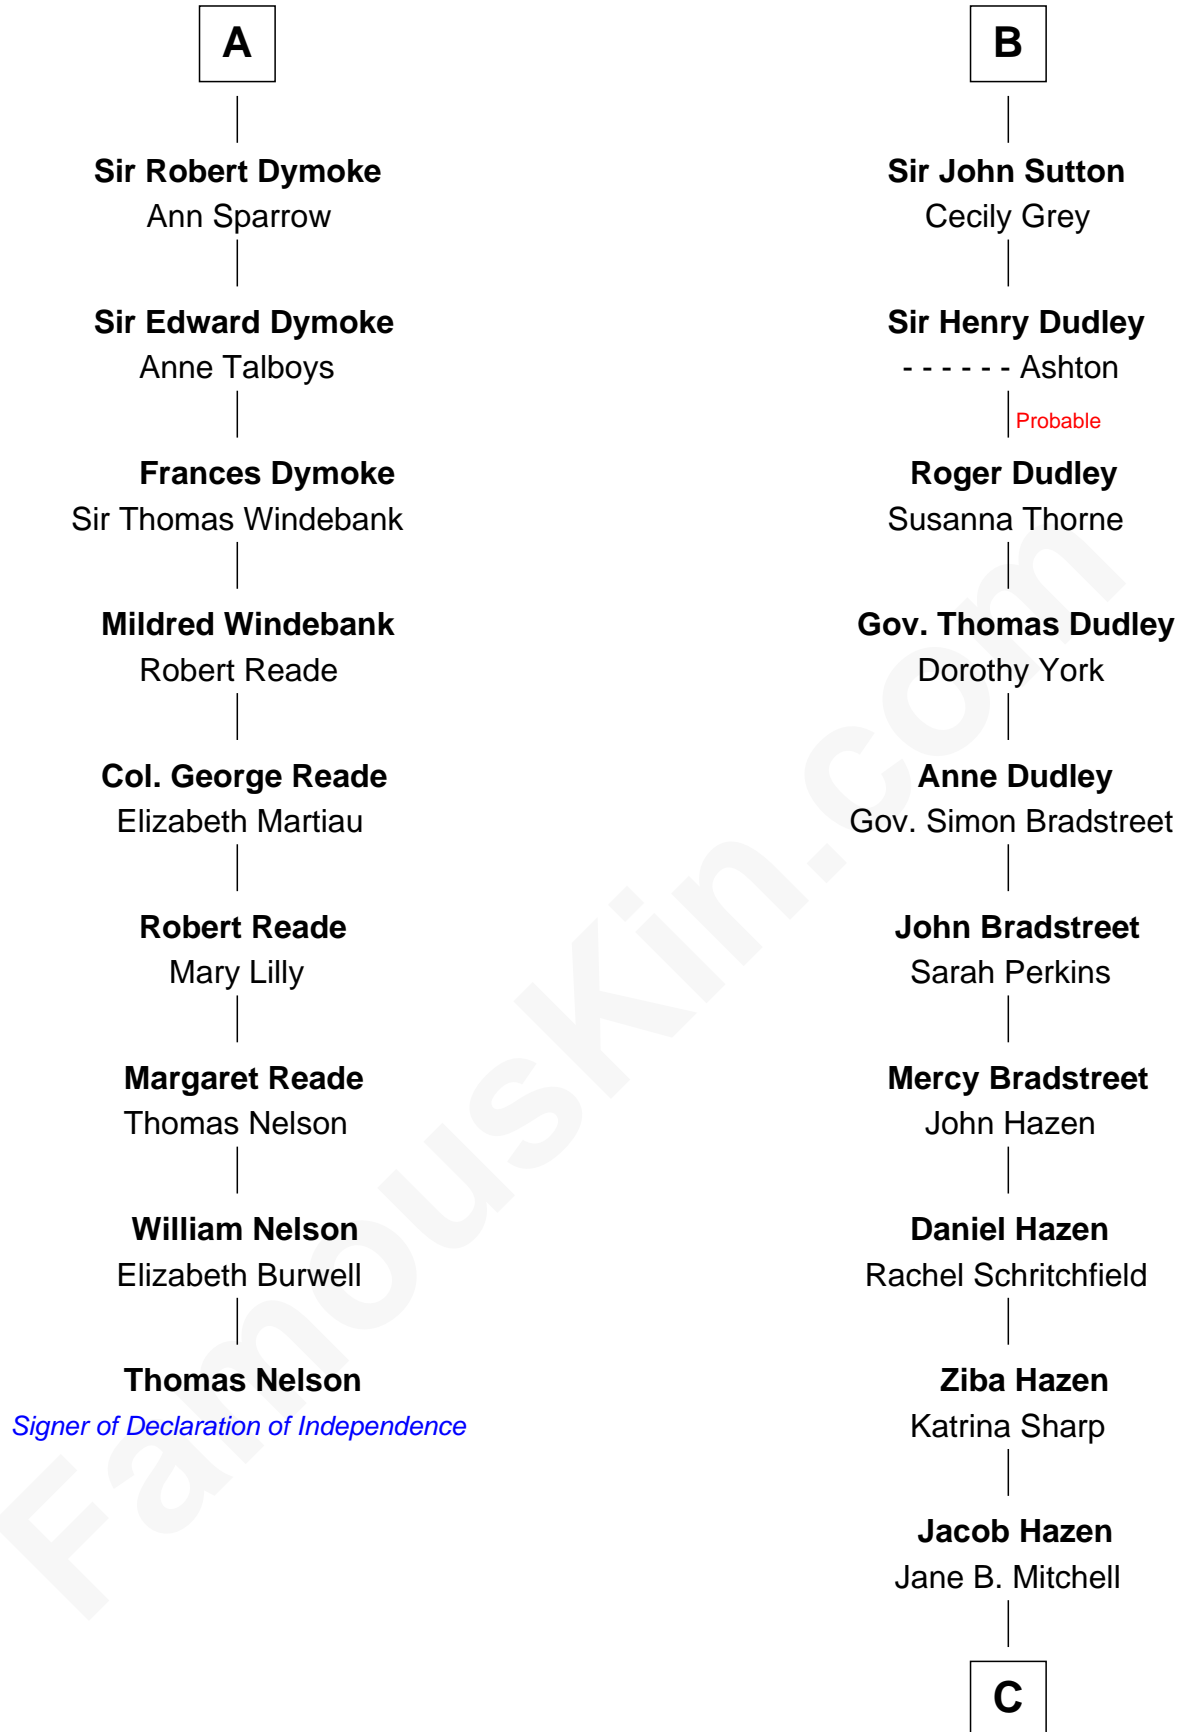 A
Sir Robert Dymoke
Ann Sparrow
Sir Edward Dymoke
Anne Talboys
Frances Dymoke
Sir Thomas Windebank
Mildred Windebank
Robert Reade
Col. George Reade
Elizabeth Martiau
Robert Reade
Mary Lilly
Margaret Reade
Thomas Nelson
William Nelson
Elizabeth Burwell
Thomas Nelson
Signer of Declaration of Independence
B
Sir John Sutton
Cecily Grey
Sir Henry Dudley
- - - - - - Ashton
Probable
Roger Dudley
Susanna Thorne
Gov. Thomas Dudley
Dorothy York
Anne Dudley
Gov. Simon Bradstreet
John Bradstreet
Sarah Perkins
Mercy Bradstreet
John Hazen
Daniel Hazen
Rachel Schritchfield
Ziba Hazen
Katrina Sharp
Jacob Hazen
Jane B. Mitchell
C
FamousKin.com